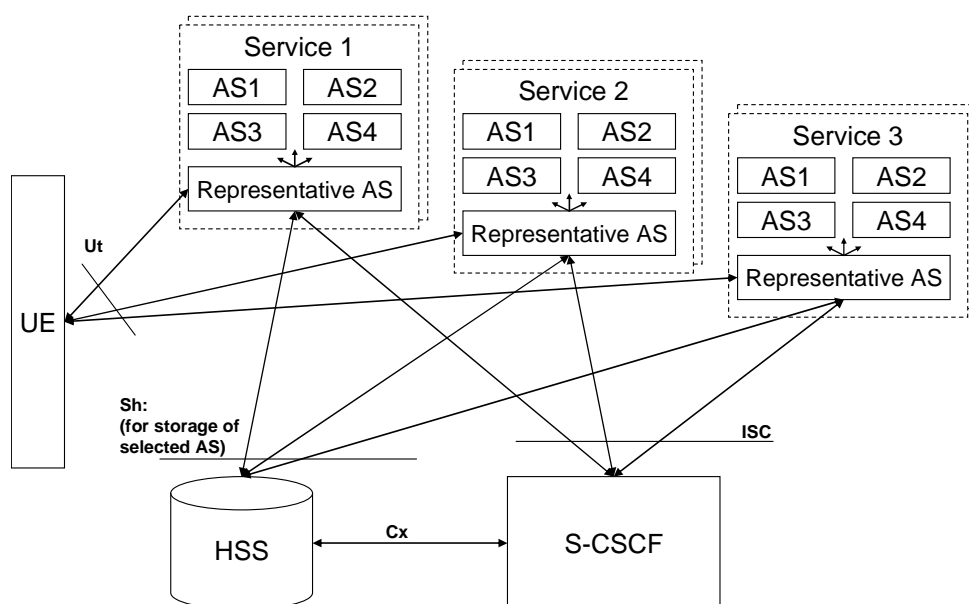 Service 1
AS1 AS2
AS3 AS4
Representative AS
Service 2
AS1 AS2
AS3 AS4
Representative AS
Service 3
AS1 AS2
AS3 AS4
Representative AS
Ut
UE
Sh:
(for storage of
selected AS)
ISC
HSS
Cx
S-CSCF